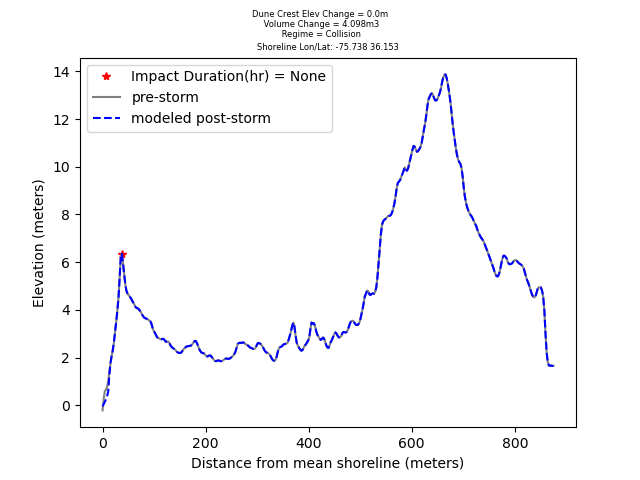 Dune Crest Elev Change = 0.0m
Volume Change = 4.098m3
Regime = Collision
Shoreline Lon/Lat: -75.738 36.153
Impact Duration(hr) = None
pre-storm
modeled post-storm
14
12
10
8
6
4
2
0
Elevation (meters)
0 200 400 600 800
Distance from mean shoreline (meters)